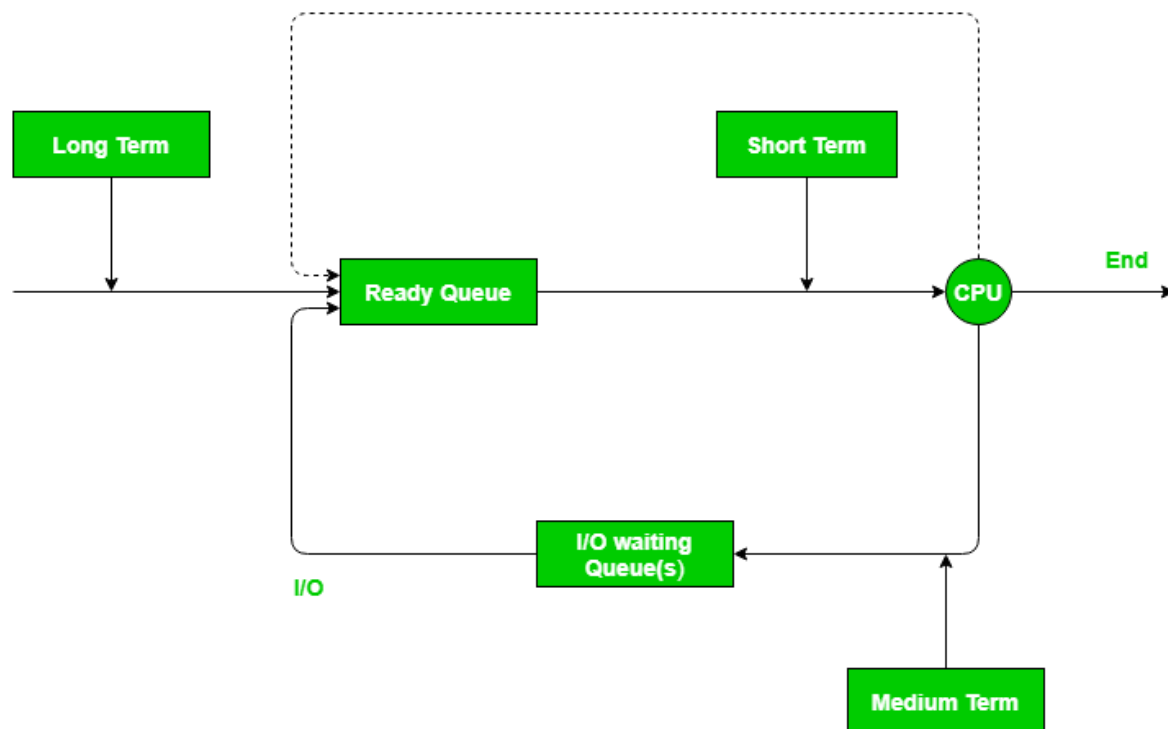 Long Term
Short Term
End
Ready Queue
CPU
I/O waiting
Queue(s)
I/O
Medium Term